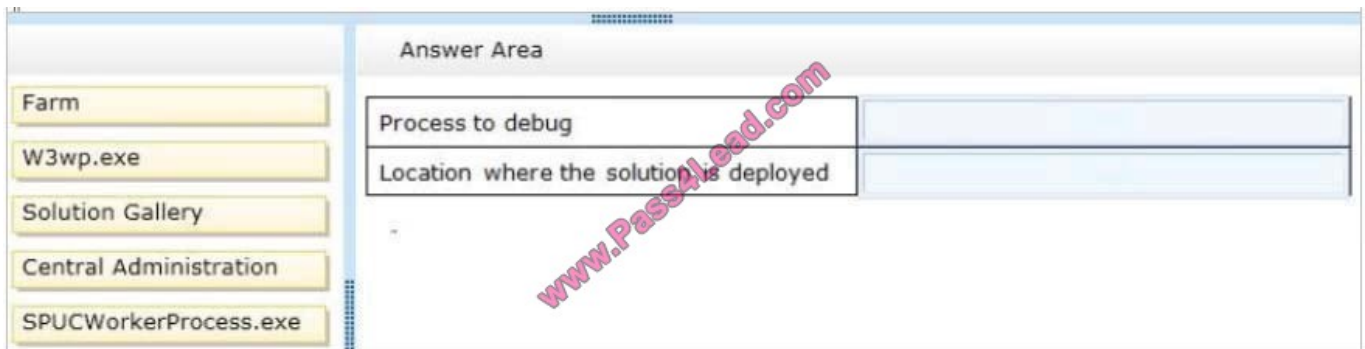 Answer Area
Farm
W3wp.exe
Solution Gallery
Central Administration
SPUCWorkerProcess.exe
Process to debug
Location where the solution is deployed
www.Pass4Lead.com